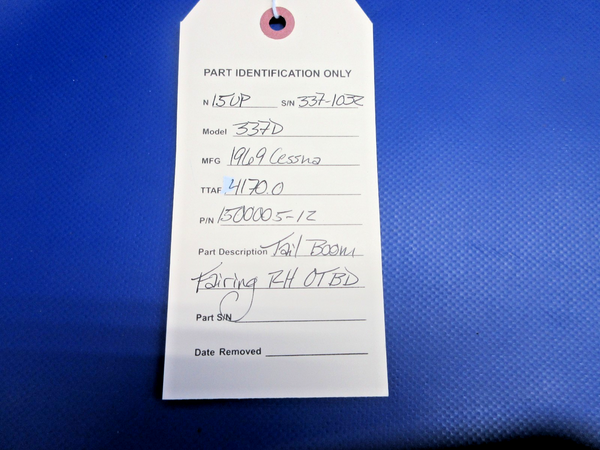 PART IDENTIFICATION ONLY
N 15UP S/N 337-1032
Model 337D
MFG 1969 Cessna
TTAF 4170.0
P/N 1500005-12
Part Description Tail Boom
Fairing RH OTBD
Part S/N
Date Removed